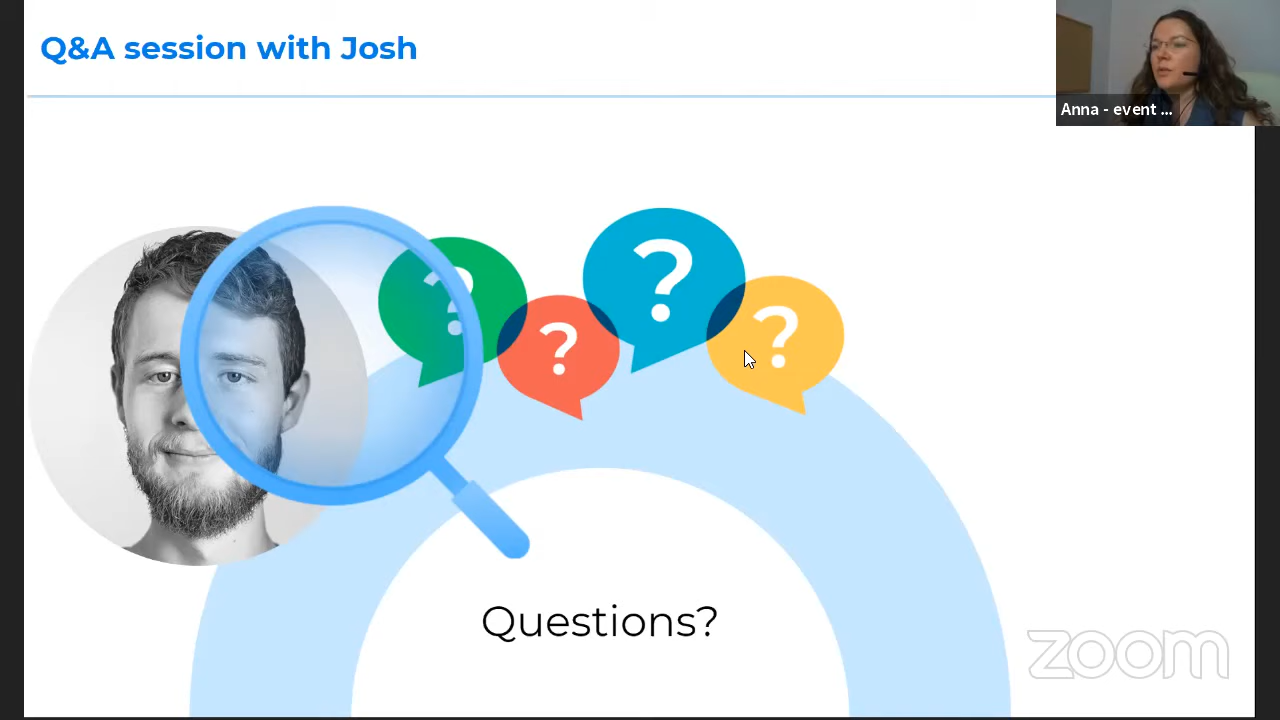 Q&A session with Josh
Anna - event ...
?
?
?
?
Questions?
zoom